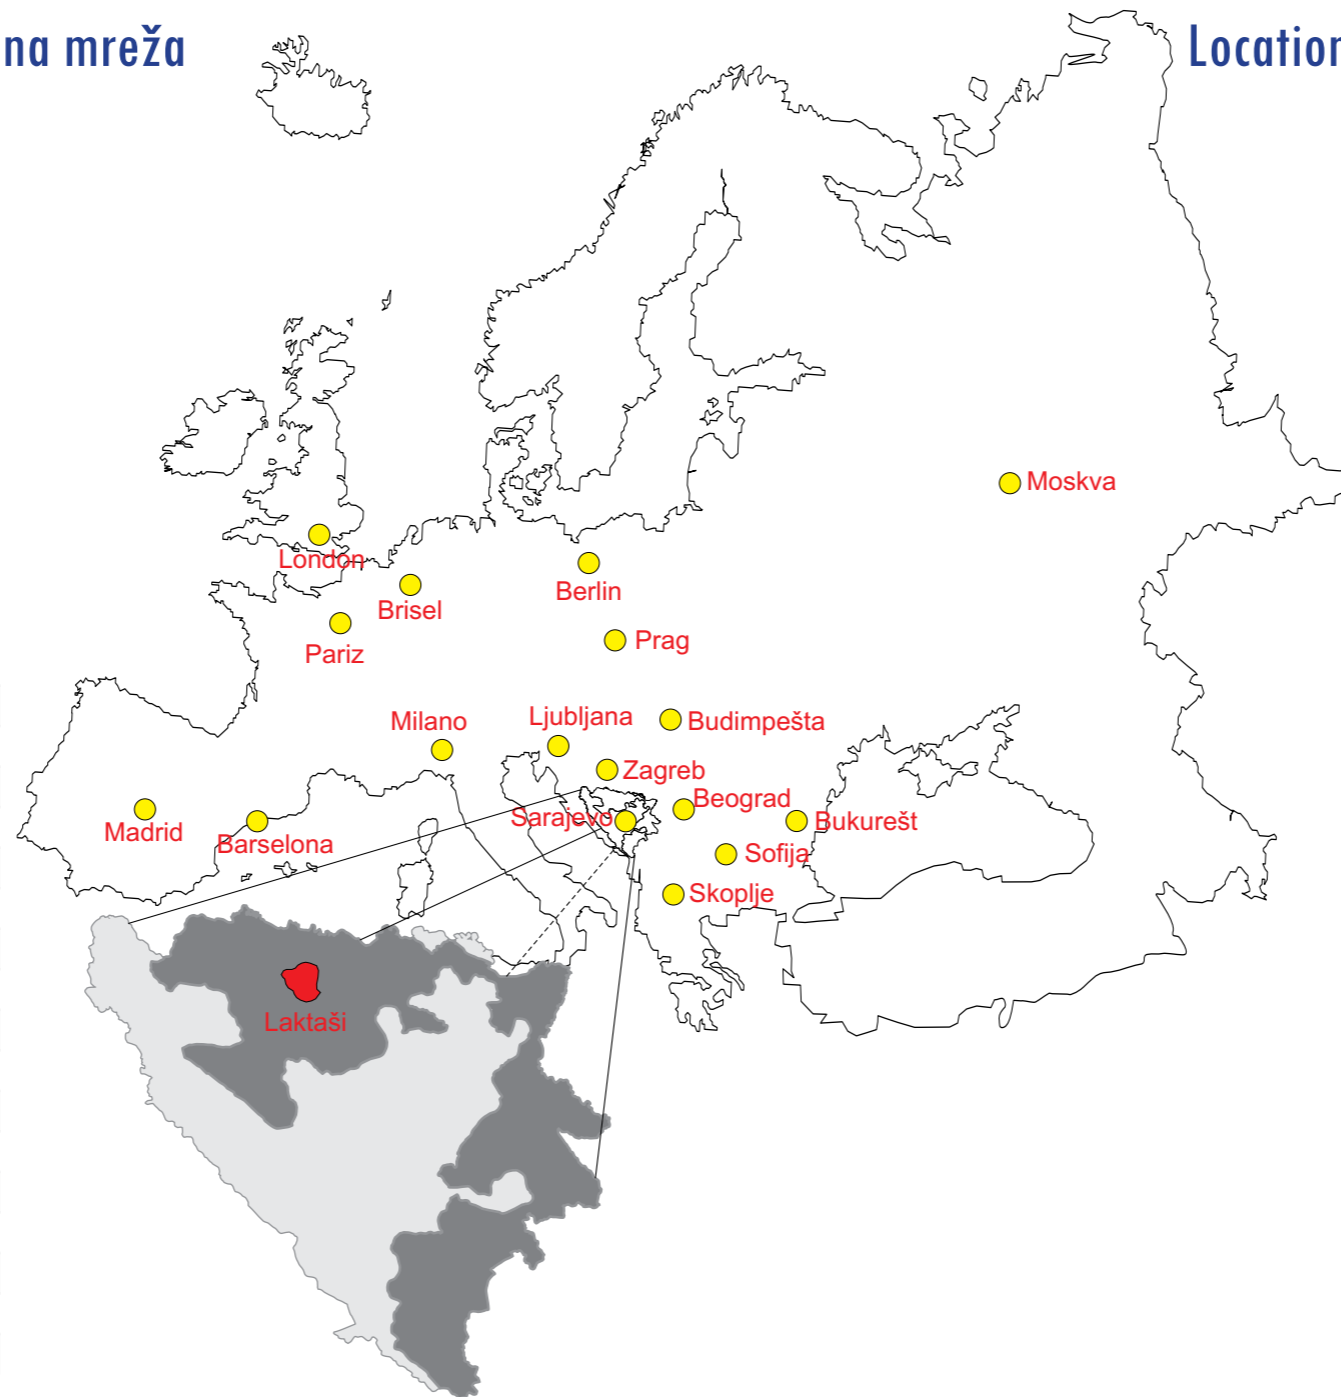 na mreža
Location
Moskva
London
Berlin
Brisel
Pariz
Prag
Milano
Ljubljana
Budimpešta
Zagreb
Beograd
Madrid
Barselona
Sarajevo
Bukurešt
Sofija
Skoplje
Laktaši